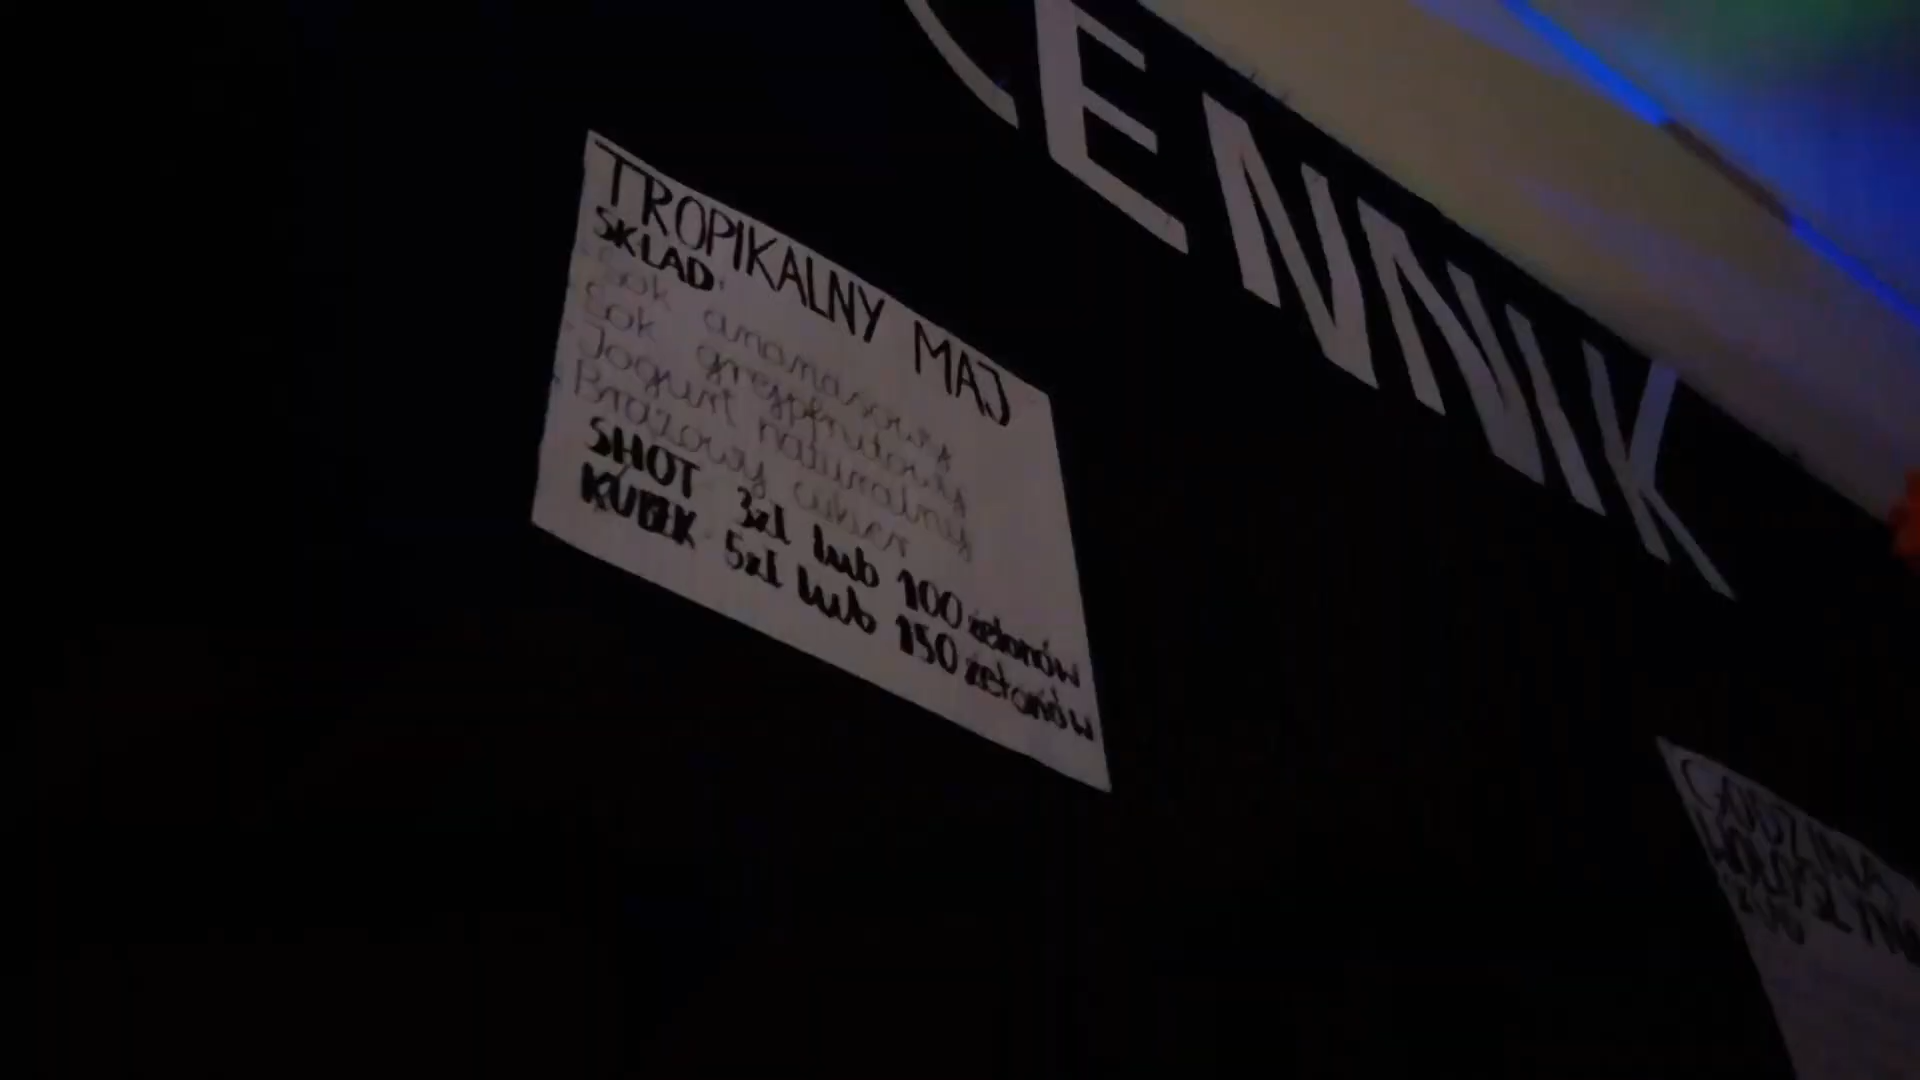 CENNIK
TROPIKALNY MAJ
SKŁAD:
Sok ananasowy
Sok grejpfrutowy
Jogurt naturalny
Brązowy cukier
SHOT 3zł lub 100 żetonów
KUBEK 5zł lub 150 żetonów